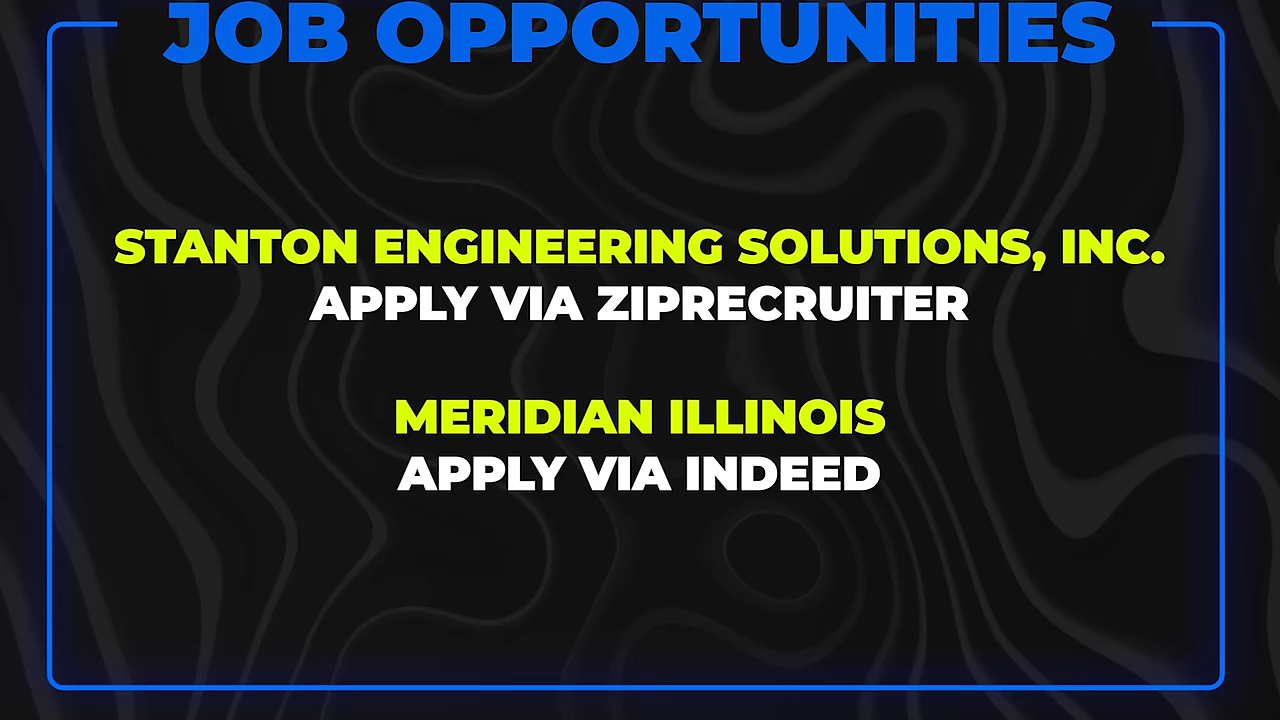 JOB OPPORTUNITIES
STANTON ENGINEERING SOLUTIONS, INC.
APPLY VIA ZIPRECRUITER
MERIDIAN ILLINOIS
APPLY VIA INDEED